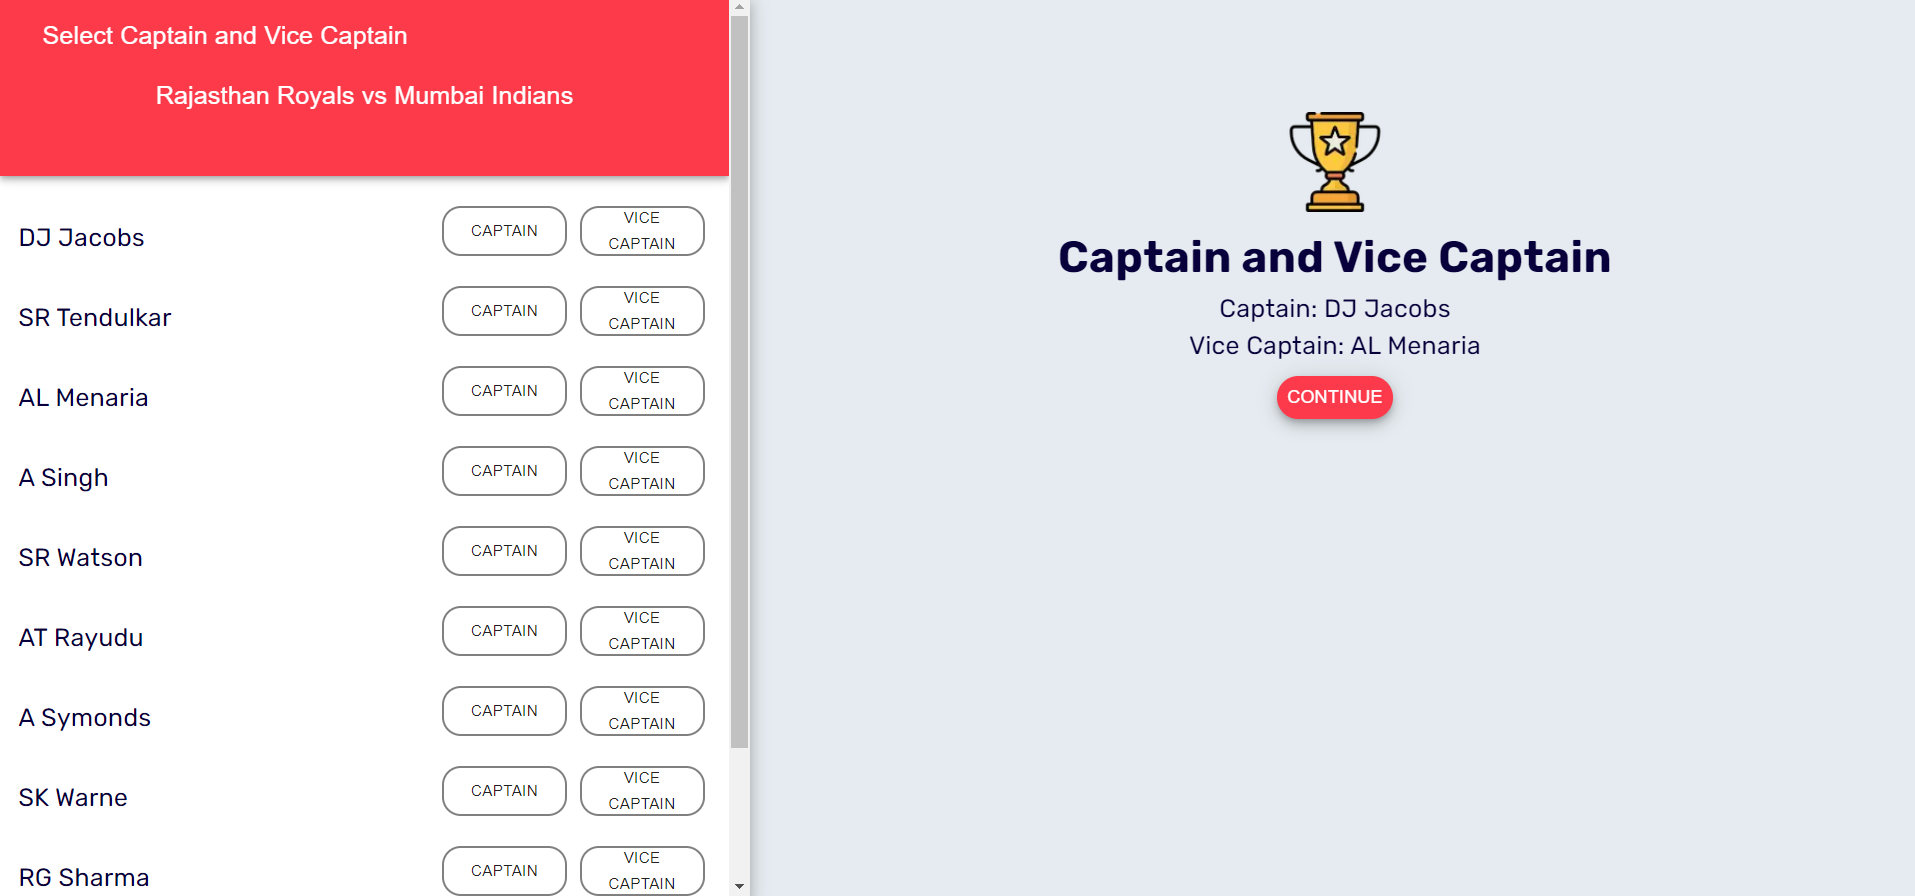 Select Captain and Vice Captain
Rajasthan Royals vs Mumbai Indians
DJ Jacobs
CAPTAIN
VICE
CAPTAIN
SR Tendulkar
CAPTAIN
VICE
CAPTAIN
AL Menaria
CAPTAIN
VICE
CAPTAIN
A Singh
CAPTAIN
VICE
CAPTAIN
SR Watson
CAPTAIN
VICE
CAPTAIN
AT Rayudu
CAPTAIN
VICE
CAPTAIN
A Symonds
CAPTAIN
VICE
CAPTAIN
SK Warne
CAPTAIN
VICE
CAPTAIN
RG Sharma
CAPTAIN
VICE
CAPTAIN
Captain and Vice Captain
Captain: DJ Jacobs
Vice Captain: AL Menaria
CONTINUE